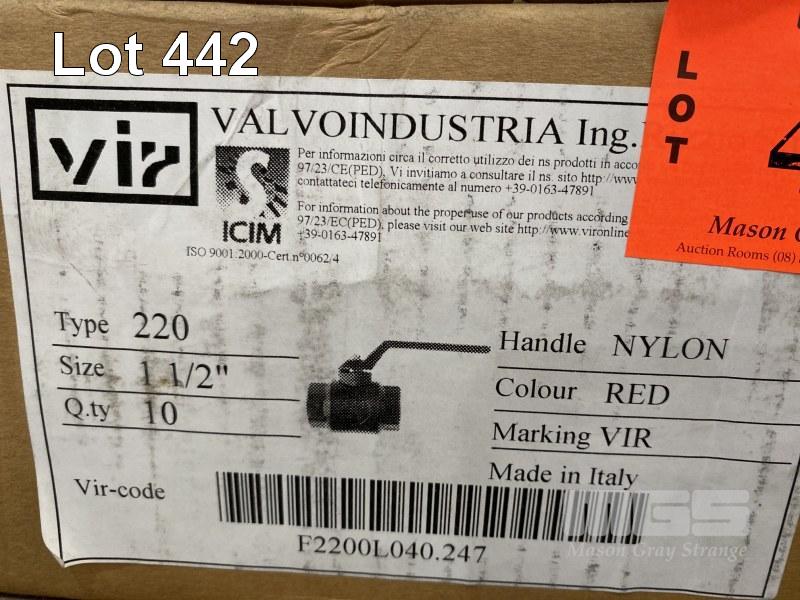 Lot 442
vir
VALVOINDUSTRIA Ing.
Per informazioni circa il corretto utilizzo dei ns prodotti in acco
97/23/CE(PED), Vi invitiamo a consultare il ns. sito http://ww
contattateci telefonicamente al numero +39-0163-47891
For information about the proper use of our products according
97/23/EC(PED), please visit our web site http://www.vironline
+39-0163-47891
ICIM
ISO 9001:2000-Cert.n°0062/4
LOT
Mason
Auction Rooms (08)
Type 220
Size 1 1/2"
Q.ty 10
Handle NYLON
Colour RED
Marking VIR
Made in Italy
Vir-code
F2200L040.247
MGS
Mason Gray Strange